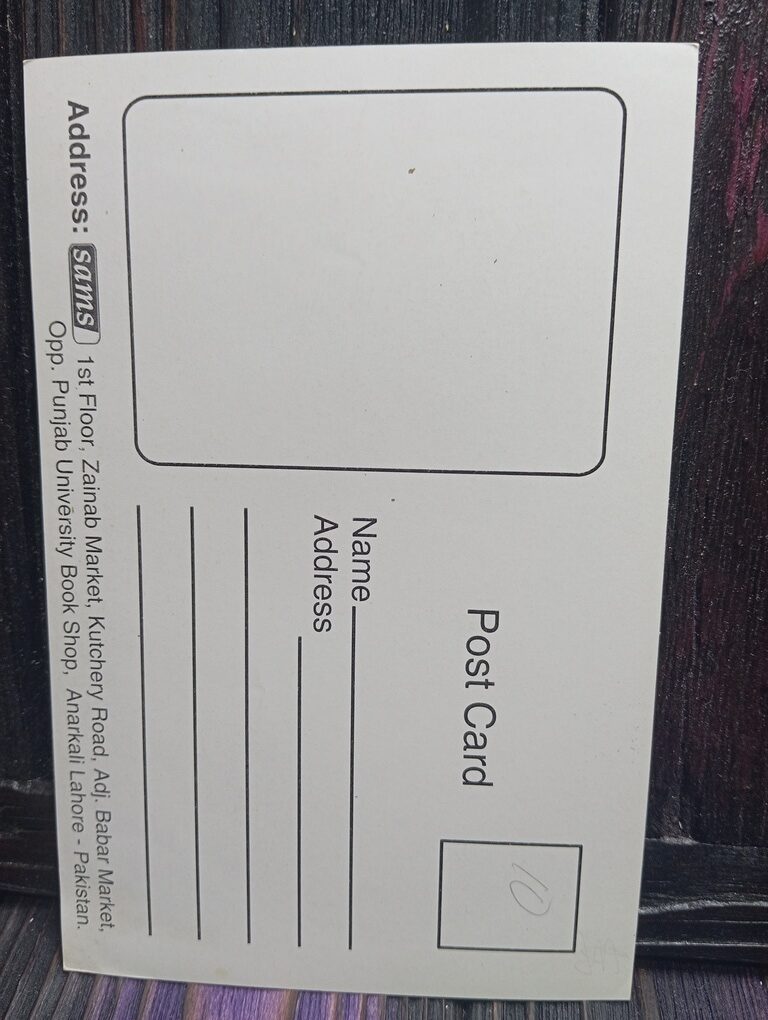 Post Card
10
Name
Address
Address: sams 1st Floor, Zainab Market, Kutchery Road, Adj. Babar Market,
Opp. Punjab University Book Shop, Anarkali Lahore - Pakistan.